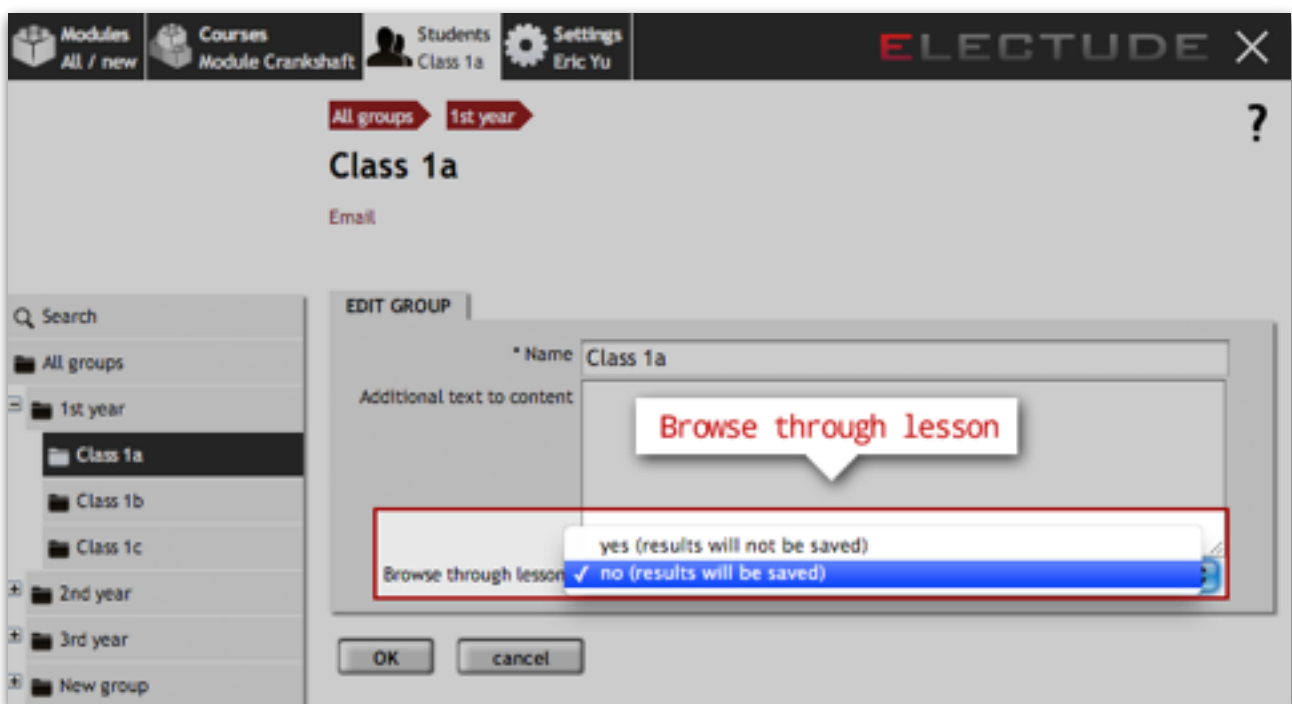 Modules
All / new
Courses
Module Crankshaft
Students
Class 1a
Settings
Eric Yu
ELECTUDE
All groups
1st year
?
Class 1a
Email
Search
All groups
1st year
Class 1a
Class 1b
Class 1c
2nd year
3rd year
New group
EDIT GROUP
* Name Class 1a
Additional text to content
Browse through lesson
yes (results will not be saved)
Browse through lesson ✓ no (results will be saved)
OK cancel